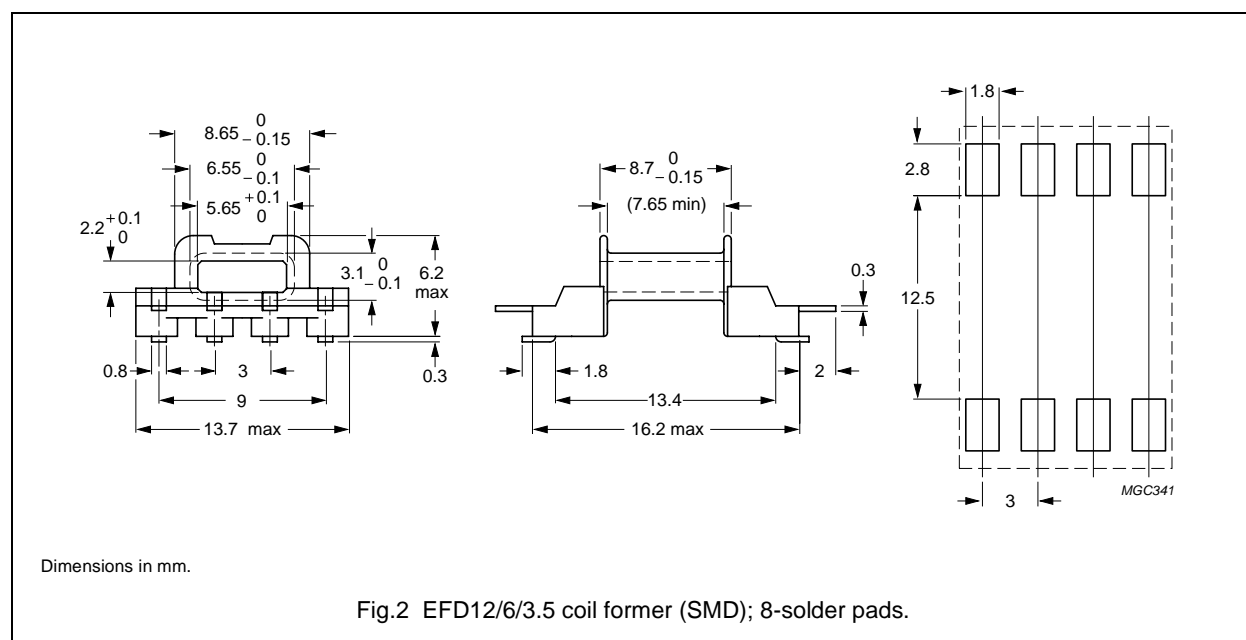 8.65 0 − 0.15
6.55 0 − 0.1
5.65 +0.1 0
2.2 +0.1 0
3.1 0 − 0.1
6.2 max
0.8
3
0.3
9
13.7 max
8.7 0 − 0.15
(7.65 min)
0.3
1.8
2
13.4
16.2 max
1.8
2.8
12.5
3
MGC341
Dimensions in mm.
Fig.2 EFD12/6/3.5 coil former (SMD); 8-solder pads.